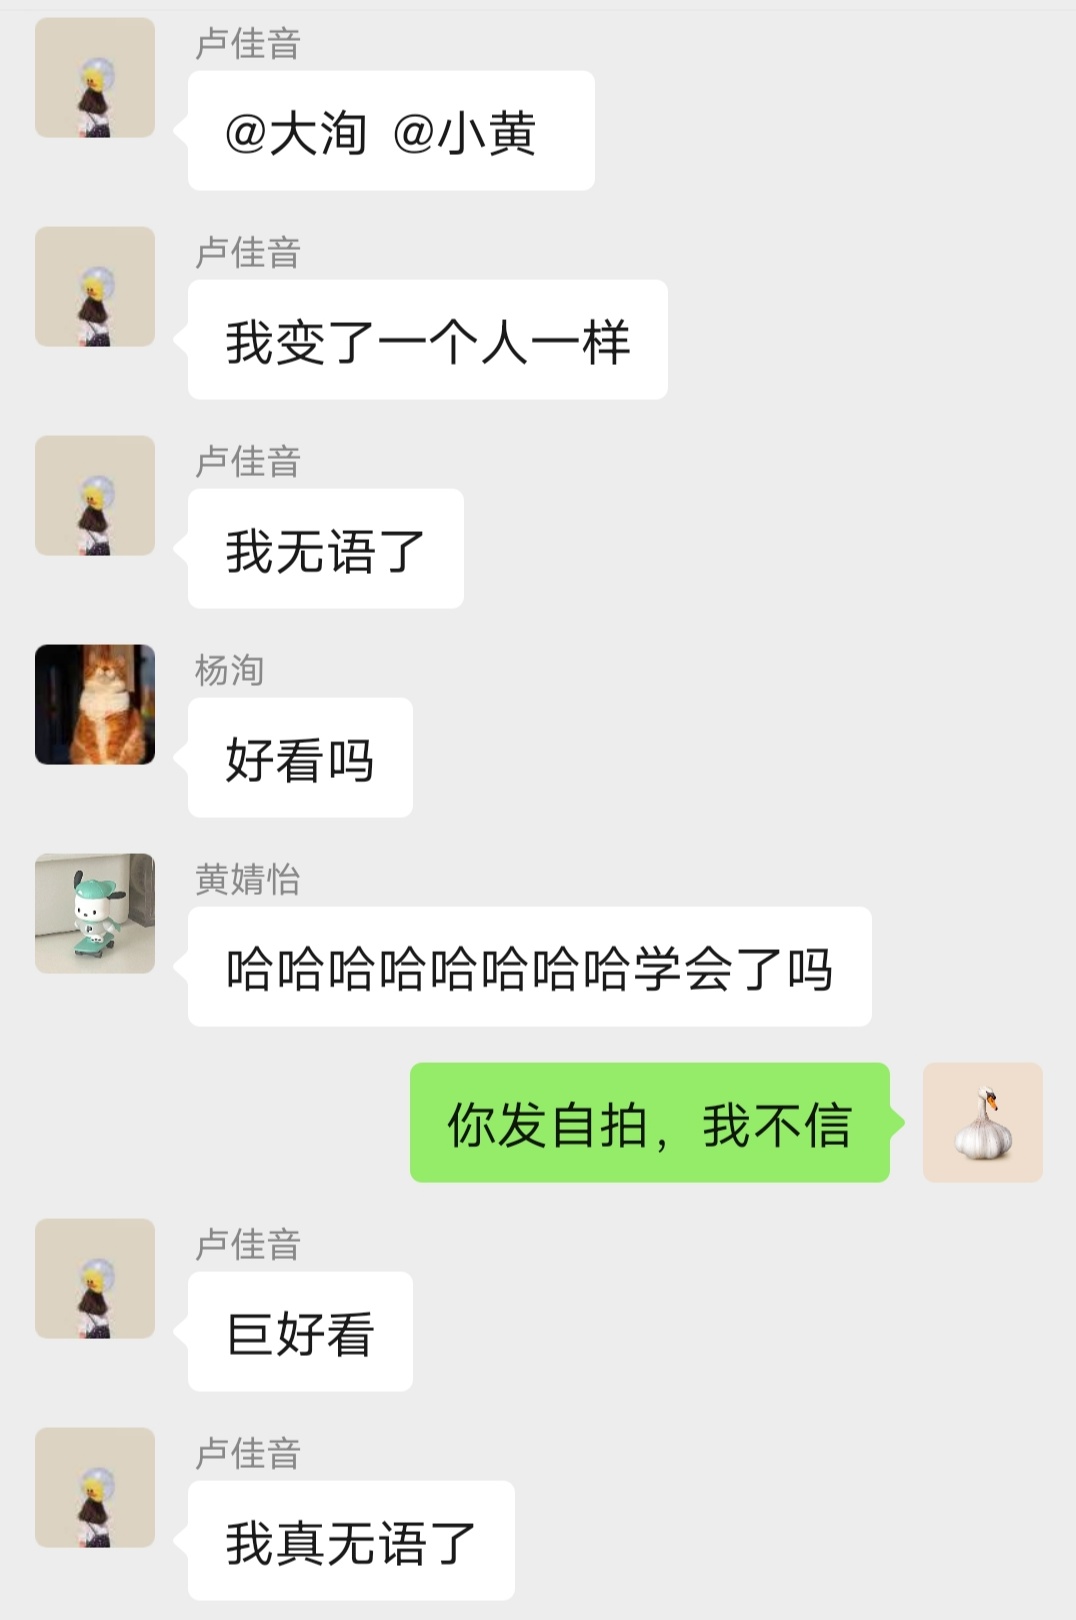 卢佳音
@大洵 @小黄
卢佳音
我变了一个人一样
卢佳音
我无语了
杨洵
好看吗
黄婧怡
哈哈哈哈哈哈哈哈学会了吗
你发自拍，我不信
卢佳音
巨好看
卢佳音
我真无语了